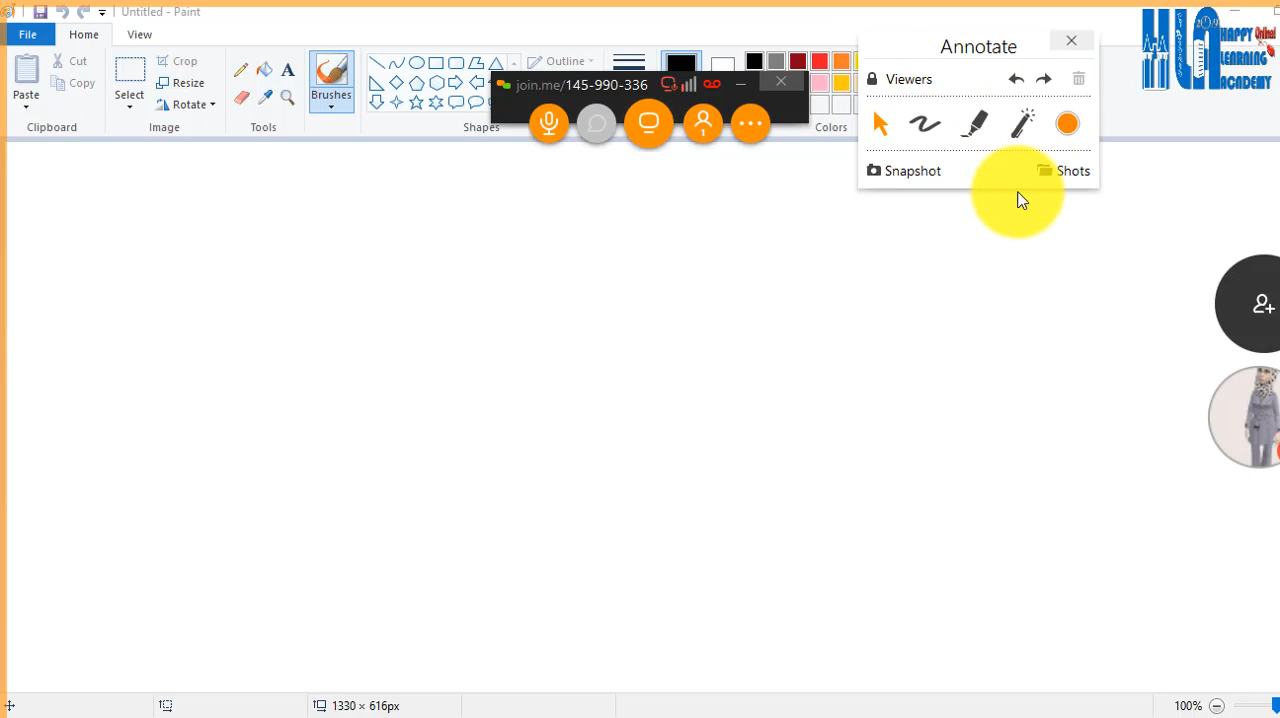 Untitled - Paint
File
Home
View
Paste
Cut
Copy
Clipboard
Select
Crop
Resize
Rotate
Image
A
Tools
Brushes
Outline
Shapes
Colors
join.me/145-990-336
Annotate
Viewers
Snapshot
Shots
HAPPY Online!
LEARNING
ACADEMY
1330 × 616px
100%